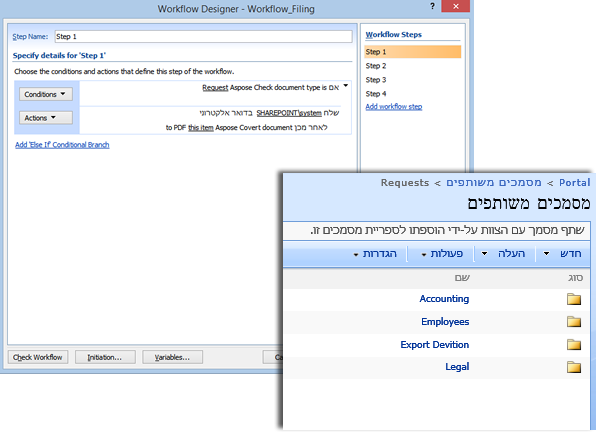 Workflow Designer - Workflow_Filing
Step Name: Step 1
Specify details for 'Step 1'
Choose the conditions and actions that define this step of the workflow.
Conditions
אם Request Aspose Check document type is
Actions
שלח SHAREPOINT\system בדואר אלקטרוני
לאחר מכן to PDF this item Aspose Covert document
Add 'Else If' Conditional Branch
Workflow Steps
Step 1
Step 2
Step 3
Step 4
Add workflow step
Check Workflow
Initiation...
Variables...
Portal > מסמכים משותפים > Requests
מסמכים משותפים
שתף מסמך עם הצוות על-ידי הוספתו לספריית מסמכים זו.
חדש העלה פעולות הגדרות
סוג שם
Accounting
Employees
Export Devition
Legal